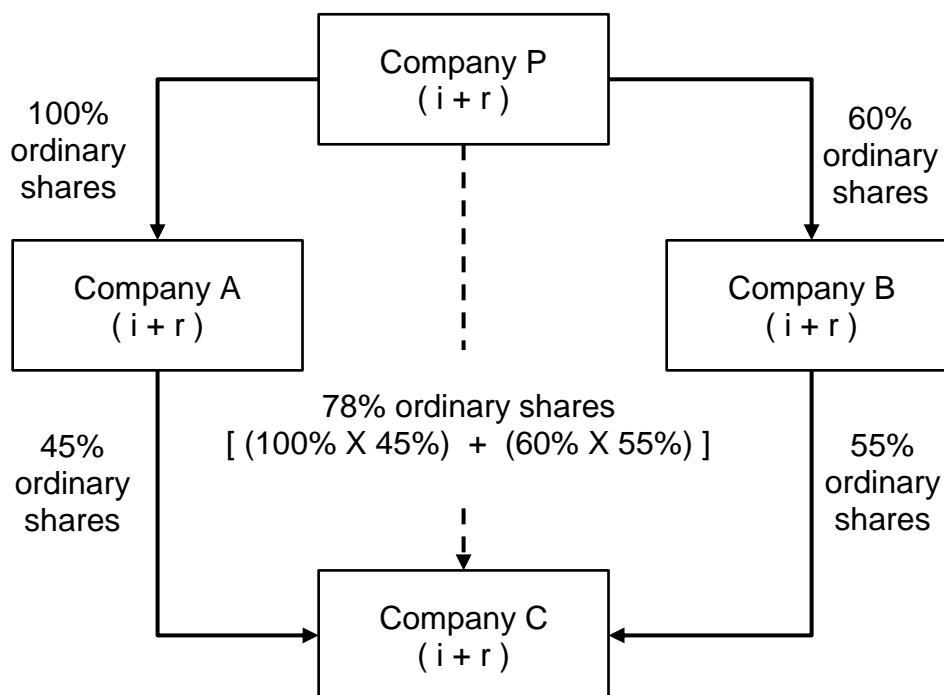 Company P
( i + r )
100%
ordinary
shares
60%
ordinary
shares
Company A
( i + r )
Company B
( i + r )
78% ordinary shares
[ (100% X 45%) + (60% X 55%) ]
45%
ordinary
shares
55%
ordinary
shares
Company C
( i + r )